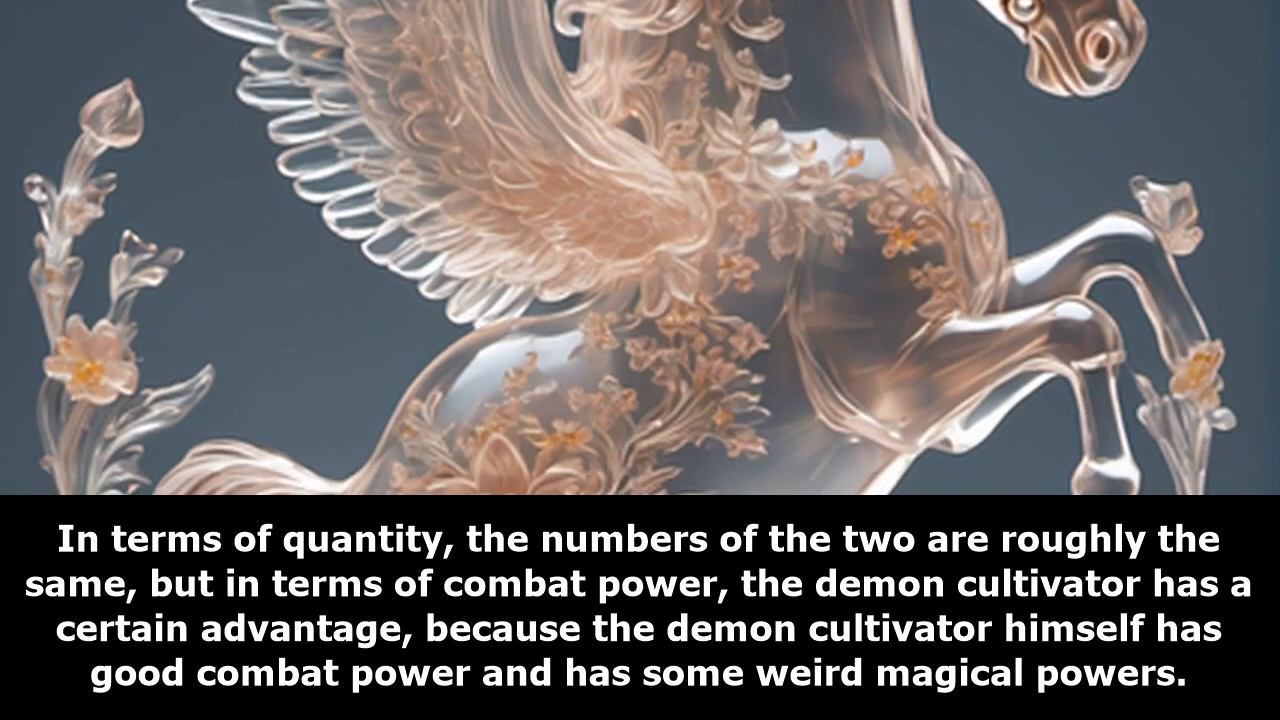 In terms of quantity, the numbers of the two are roughly the
same, but in terms of combat power, the demon cultivator has a
certain advantage, because the demon cultivator himself has
good combat power and has some weird magical powers.